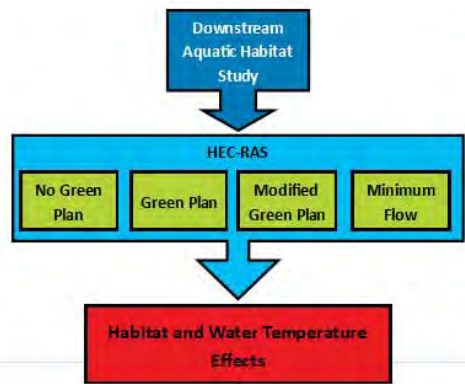 Downstream
Aquatic Habitat
Study
HEC-RAS
No Green
Plan
Green Plan
Modified
Green Plan
Minimum
Flow
Habitat and Water Temperature
Effects